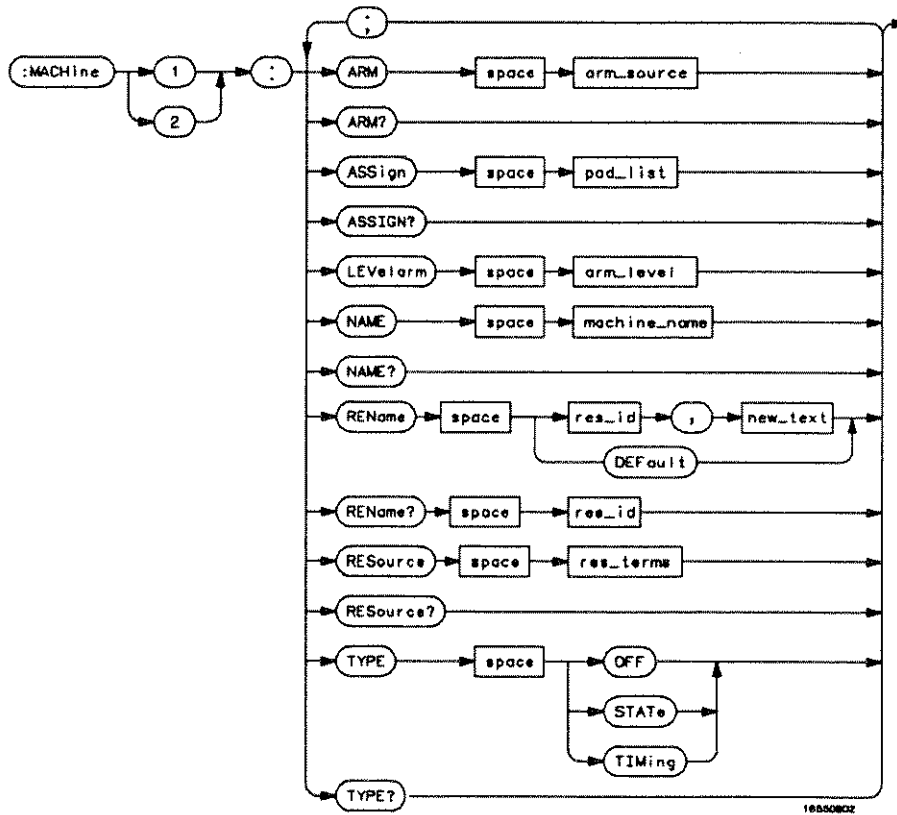 ;
:MACHine 1 : ARM space arm_source
2
ARM?
ASSign space pod_list
ASSIGN?
LEVelarm space arm_level
NAME space machine_name
NAME?
REName space res_id , new_text
DEFault
REName? space res_id
RESource space res_terms
RESource?
TYPE space OFF
STATe
TIMing
TYPE?
16550802